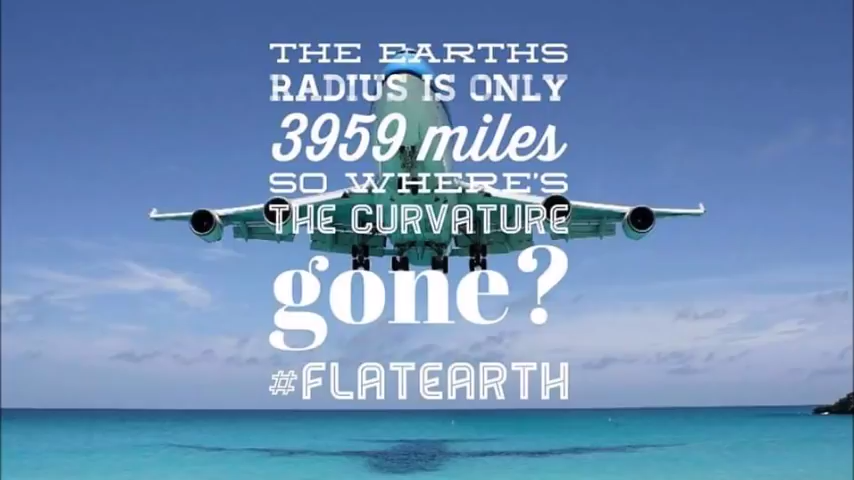 THE EARTHS
RADIUS IS ONLY
3959 miles
SO WHERE'S
THE CURVATURE
gone?
#FLATEARTH